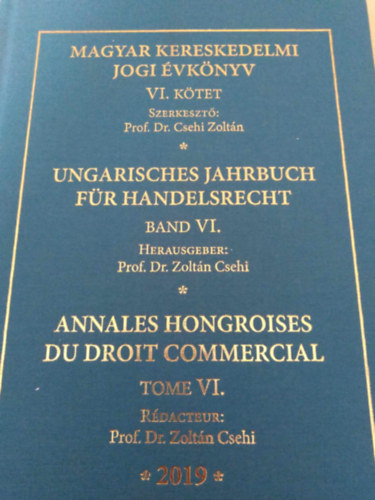 MAGYAR KERESKEDELMI
JOGI ÉVKÖNYV
VI. KÖTET
SZERKESZTŐ:
Prof. Dr. Csehi Zoltán
*
UNGARISCHES JAHRBUCH
FÜR HANDELSRECHT
BAND VI.
HERAUSGEBER:
Prof. Dr. Zoltán Csehi
*
ANNALES HONGROISES
DU DROIT COMMERCIAL
TOME VI.
RÉDACTEUR:
Prof. Dr. Zoltán Csehi
* 2019 *